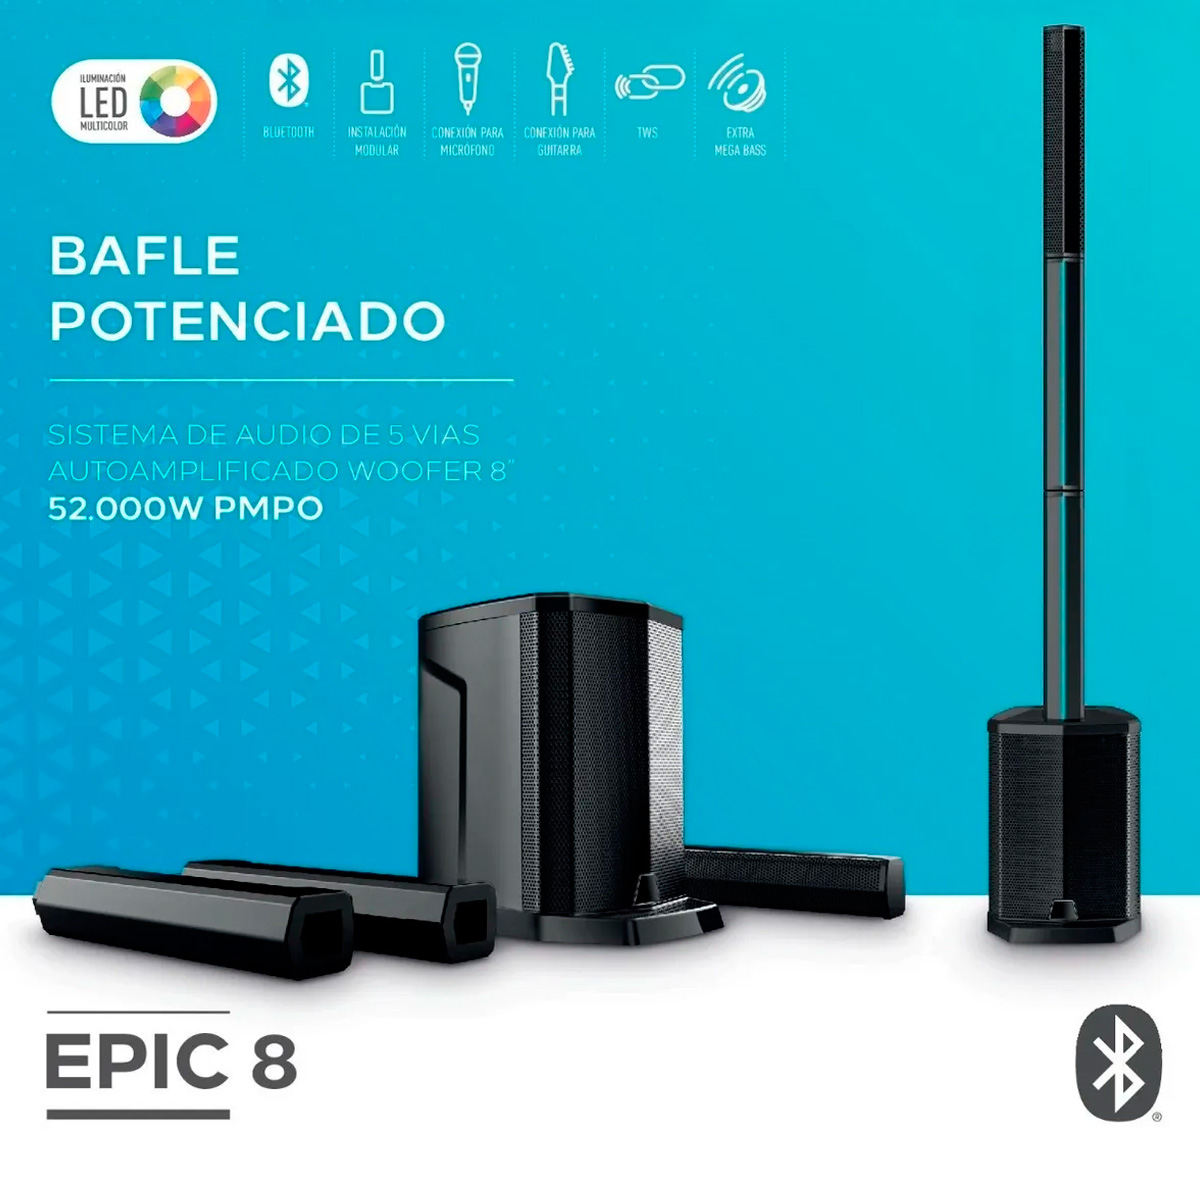 ILUMINACIÓN
LED
MULTICOLOR
BLUETOOTH
INSTALACIÓN
MODULAR
CONEXIÓN PARA
MICRÓFONO
CONEXIÓN PARA
GUITARRA
TWS
EXTRA
MEGA BASS
BAFLE
POTENCIADO
SISTEMA DE AUDIO DE 5 VIAS
AUTOAMPLIFICADO WOOFER 8"
52.000W PMPO
EPIC 8
®